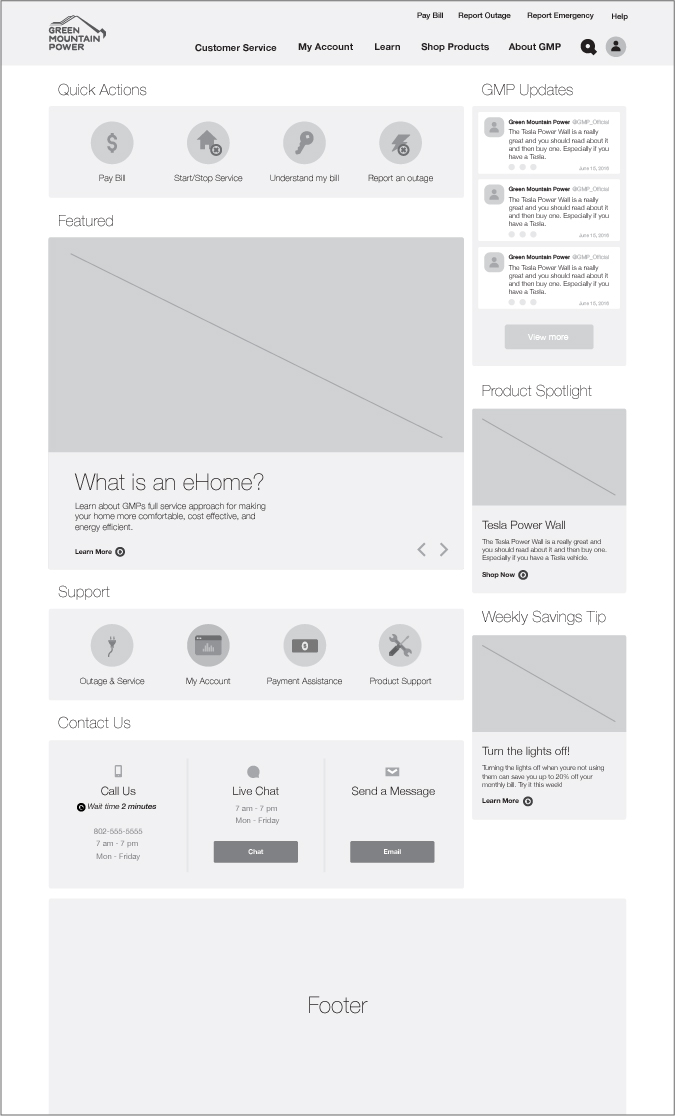 GREEN
MOUNTAIN
POWER
Pay Bill Report Outage Report Emergency Help
Customer Service My Account Learn Shop Products About GMP
Quick Actions
$
Pay Bill
Start/Stop Service
Understand my bill
Report an outage
Featured
What is an eHome?
Learn about GMPs full service approach for making
your home more comfortable, cost effective, and
energy efficient.
Learn More
Support
Outage & Service
My Account
0
Payment Assistance
Product Support
Contact Us
Call Us
Wait time 2 minutes
802-555-5555
7 am - 7 pm
Mon - Friday
Live Chat
7 am - 7 pm
Mon - Friday
Chat
Send a Message
Email
GMP Updates
Green Mountain Power @GMP_Official
The Tesla Power Wall is a really
great and you should read about it
and then buy one. Especially if you
have a Tesla.
June 15, 2016
Green Mountain Power @GMP_Official
The Tesla Power Wall is a really
great and you should read about it
and then buy one. Especially if you
have a Tesla.
June 15, 2016
Green Mountain Power @GMP_Official
The Tesla Power Wall is a really
great and you should read about it
and then buy one. Especially if you
have a Tesla.
June 15, 2016
View more
Product Spotlight
Tesla Power Wall
The Tesla Power Wall is a really great and
you should read about it and then buy one.
Especially if you have a Tesla vehicle.
Shop Now
Weekly Savings Tip
Turn the lights off!
Turning the lights off when youre not using
them can save you up to 20% off your
monthly bill. Try it this week!
Learn More
Footer